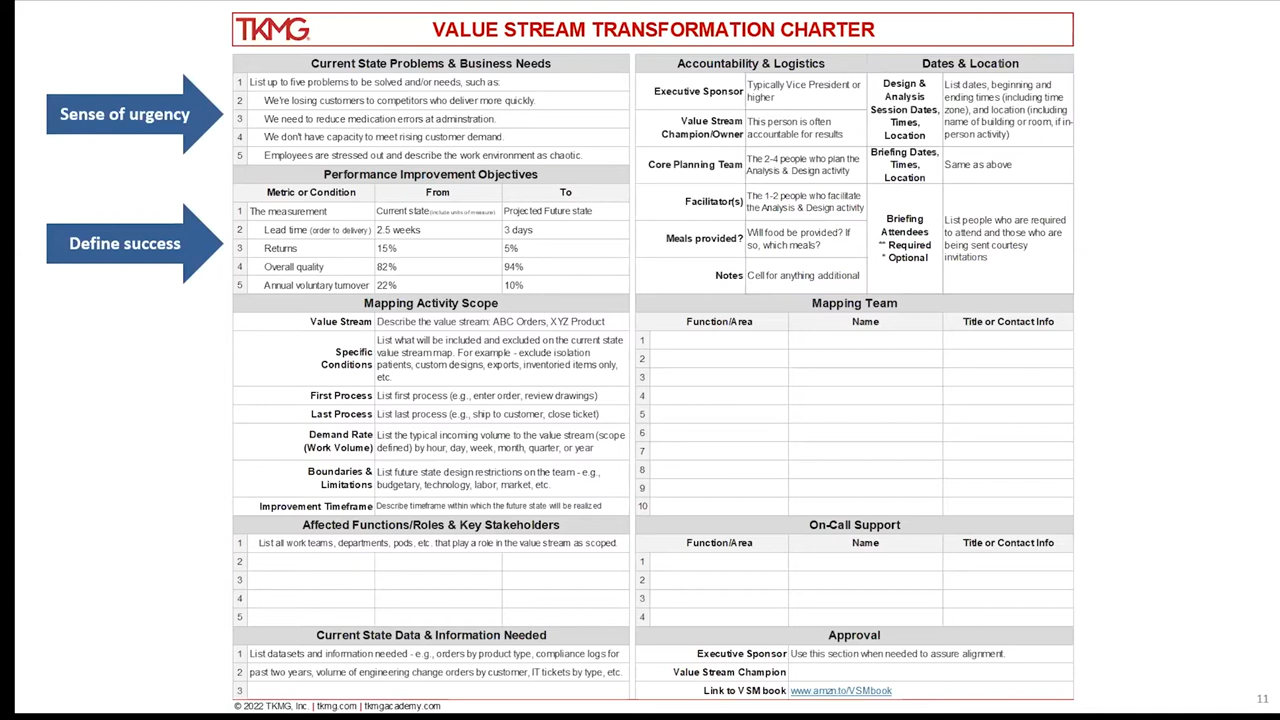 TKMG
VALUE STREAM TRANSFORMATION CHARTER
Sense of urgency
Define success
Current State Problems & Business Needs
1 List up to five problems to be solved and/or needs, such as:
2 We're losing customers to competitors who deliver more quickly.
3 We need to reduce medication errors at adminstration.
4 We don't have capacity to meet rising customer demand.
5 Employees are stressed out and describe the work environment as chaotic.
Performance Improvement Objectives
Metric or Condition From To
1 The measurement Current state (include units of measure) Projected Future state
2 Lead time (order to delivery) 2.5 weeks 3 days
3 Returns 15% 5%
4 Overall quality 82% 94%
5 Annual voluntary turnover 22% 10%
Mapping Activity Scope
Value Stream Describe the value stream: ABC Orders, XYZ Product
Specific Conditions
List what will be included and excluded on the current state
value stream map. For example - exclude isolation
patients, custom designs, exports, inventoried items only,
etc.
First Process List first process (e.g., enter order, review drawings)
Last Process List last process (e.g., ship to customer, close ticket)
Demand Rate
(Work Volume)
List the typical incoming volume to the value stream (scope
defined) by hour, day, week, month, quarter, or year
Boundaries &
Limitations
List future state design restrictions on the team - e.g.,
budgetary, technology, labor, market, etc.
Improvement Timeframe Describe timeframe within which the future state will be realized
Affected Functions/Roles & Key Stakeholders
1 List all work teams, departments, pods, etc. that play a role in the value stream as scoped.
2
3
4
5
Current State Data & Information Needed
1 List datasets and information needed - e.g., orders by product type, compliance logs for
2 past two years, volume of engineering change orders by customer, IT tickets by type, etc.
3
Accountability & Logistics
Executive Sponsor
Typically Vice President or
higher
Value Stream
Champion/Owner
This person is often
accountable for results
Core Planning Team
The 2-4 people who plan the
Analysis & Design activity
Facilitator(s)
The 1-2 people who facilitate
the Analysis & Design activity
Meals provided?
Will food be provided? If
so, which meals?
Notes Cell for anything additional
Dates & Location
Design &
Analysis
Session Dates,
Times,
Location
List dates, beginning and
ending times (including time
zone), and location (including
name of building or room, if in-
person activity)
Briefing Dates,
Times,
Location
Same as above
Briefing
Attendees
** Required
* Optional
List people who are required
to attend and those who are
being sent courtesy
invitations
Mapping Team
Function/Area Name Title or Contact Info
1
2
3
4
5
6
7
8
9
10
On-Call Support
Function/Area Name Title or Contact Info
1
2
3
4
Approval
Executive Sponsor Use this section when needed to assure alignment.
Value Stream Champion
Link to VSM book www.amzn.to/VSMbook
© 2022 TKMG, Inc. | tkmg.com | tkmgacademy.com
11